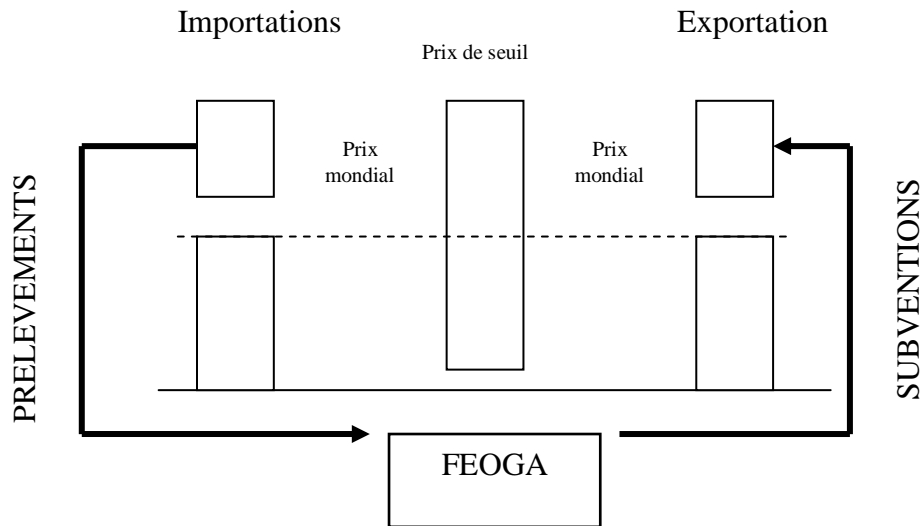 Importations
Exportation
Prix de seuil
Prix
mondial
Prix
mondial
PRELEVEMENTS
SUBVENTIONS
FEOGA